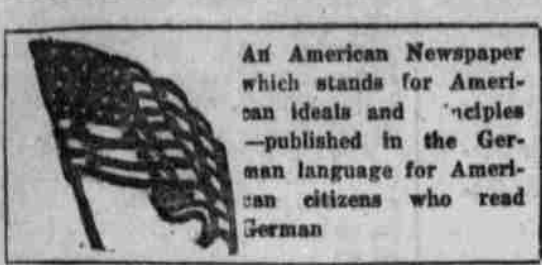 An American Newspaper
which stands for Ameri-
can ideals and nciples
—published in the Ger-
man language for Ameri-
can citizens who read
German